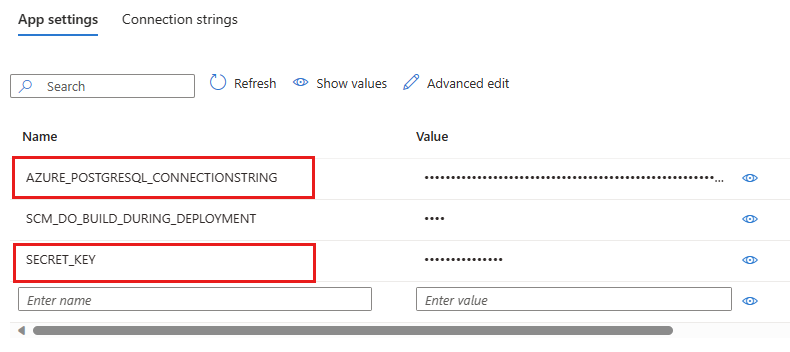 App settings Connection strings
Search Refresh Show values Advanced edit
Name Value
AZURE_POSTGRESQL_CONNECTIONSTRING ••••••••••••••••••••••••••••••••••••••••••••••••••••••...
SCM_DO_BUILD_DURING_DEPLOYMENT ••••
SECRET_KEY •••••••••••••••
Enter name Enter value